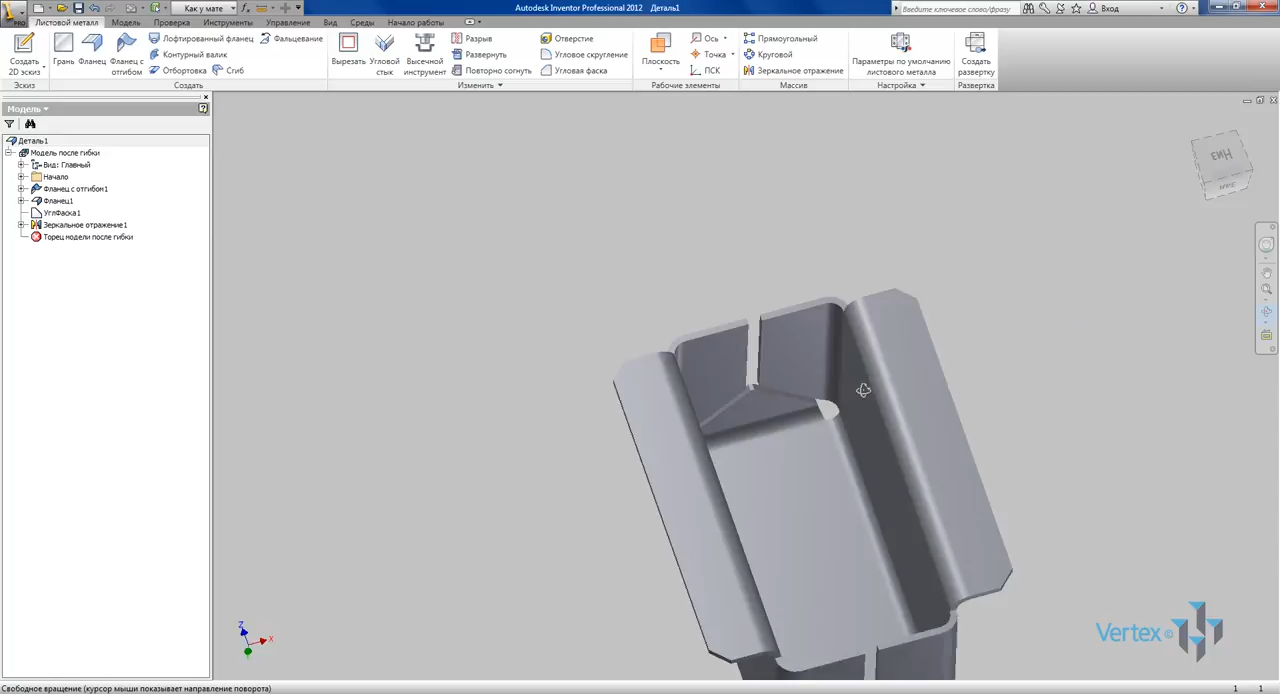 PRO
Как у мате
Autodesk Inventor Professional 2012 Деталь1
Введите ключевое слово/фразу
Вход
Листовой металл Модель Проверка Инструменты Управление Вид Среды Начало работы
Создать 2D эскиз
Эскиз
Грань Фланец Фланец с отгибом
Лофтированный фланец Фальцевание
Контурный валик
Отбортовка Сгиб
Создать
Вырезать Угловой стык Высечной инструмент
Разрыв
Развернуть
Повторно согнуть
Отверстие
Угловое скругление
Угловая фаска
Изменить
Плоскость
Ось
Точка
ПСК
Рабочие элементы
Прямоугольный
Круговой
Зеркальное отражение
Массив
Параметры по умолчанию листового металла
Настройка
Создать развертку
Развертка
Модель
Деталь1
Модель после гибки
Вид: Главный
Начало
Фланец с отгибом1
Фланец1
УглФаска1
Зеркальное отражение1
Торец модели после гибки
Низ
Z
X
Y
Vertex ©
Свободное вращение (курсор мыши показывает направление поворота)
1 1